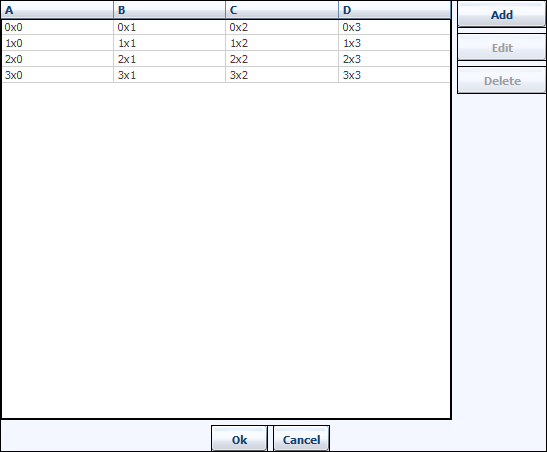 A B C D Add
0x0 0x1 0x2 0x3
1x0 1x1 1x2 1x3 Edit
2x0 2x1 2x2 2x3
3x0 3x1 3x2 3x3 Delete
Ok Cancel